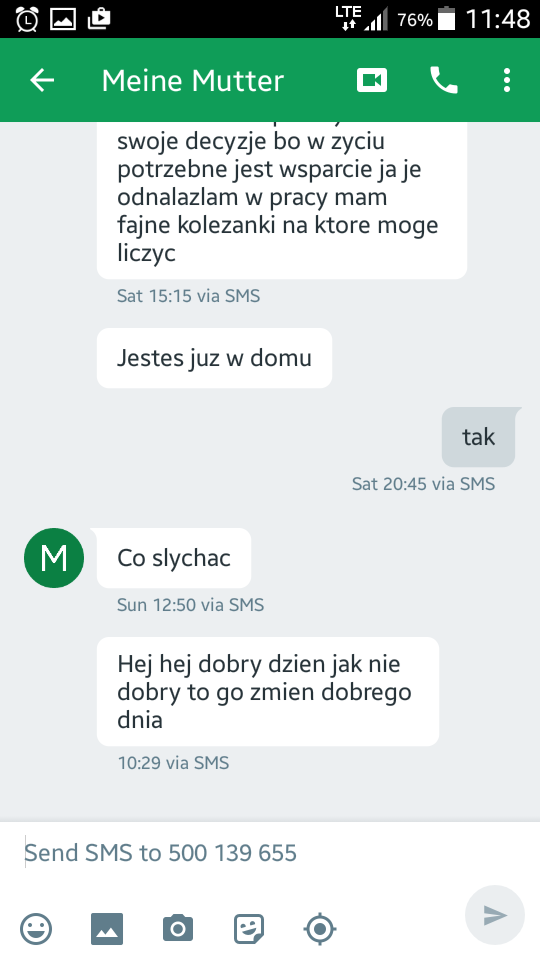 LTE 76% 11:48
Meine Mutter
swoje decyzje bo w zyciu
potrzebne jest wsparcie ja je
odnalazlam w pracy mam
fajne kolezanki na ktore moge
liczyc
Sat 15:15 via SMS
Jestes juz w domu
tak
Sat 20:45 via SMS
M
Co slychac
Sun 12:50 via SMS
Hej hej dobry dzien jak nie
dobry to go zmien dobrego
dnia
10:29 via SMS
Send SMS to 500 139 655